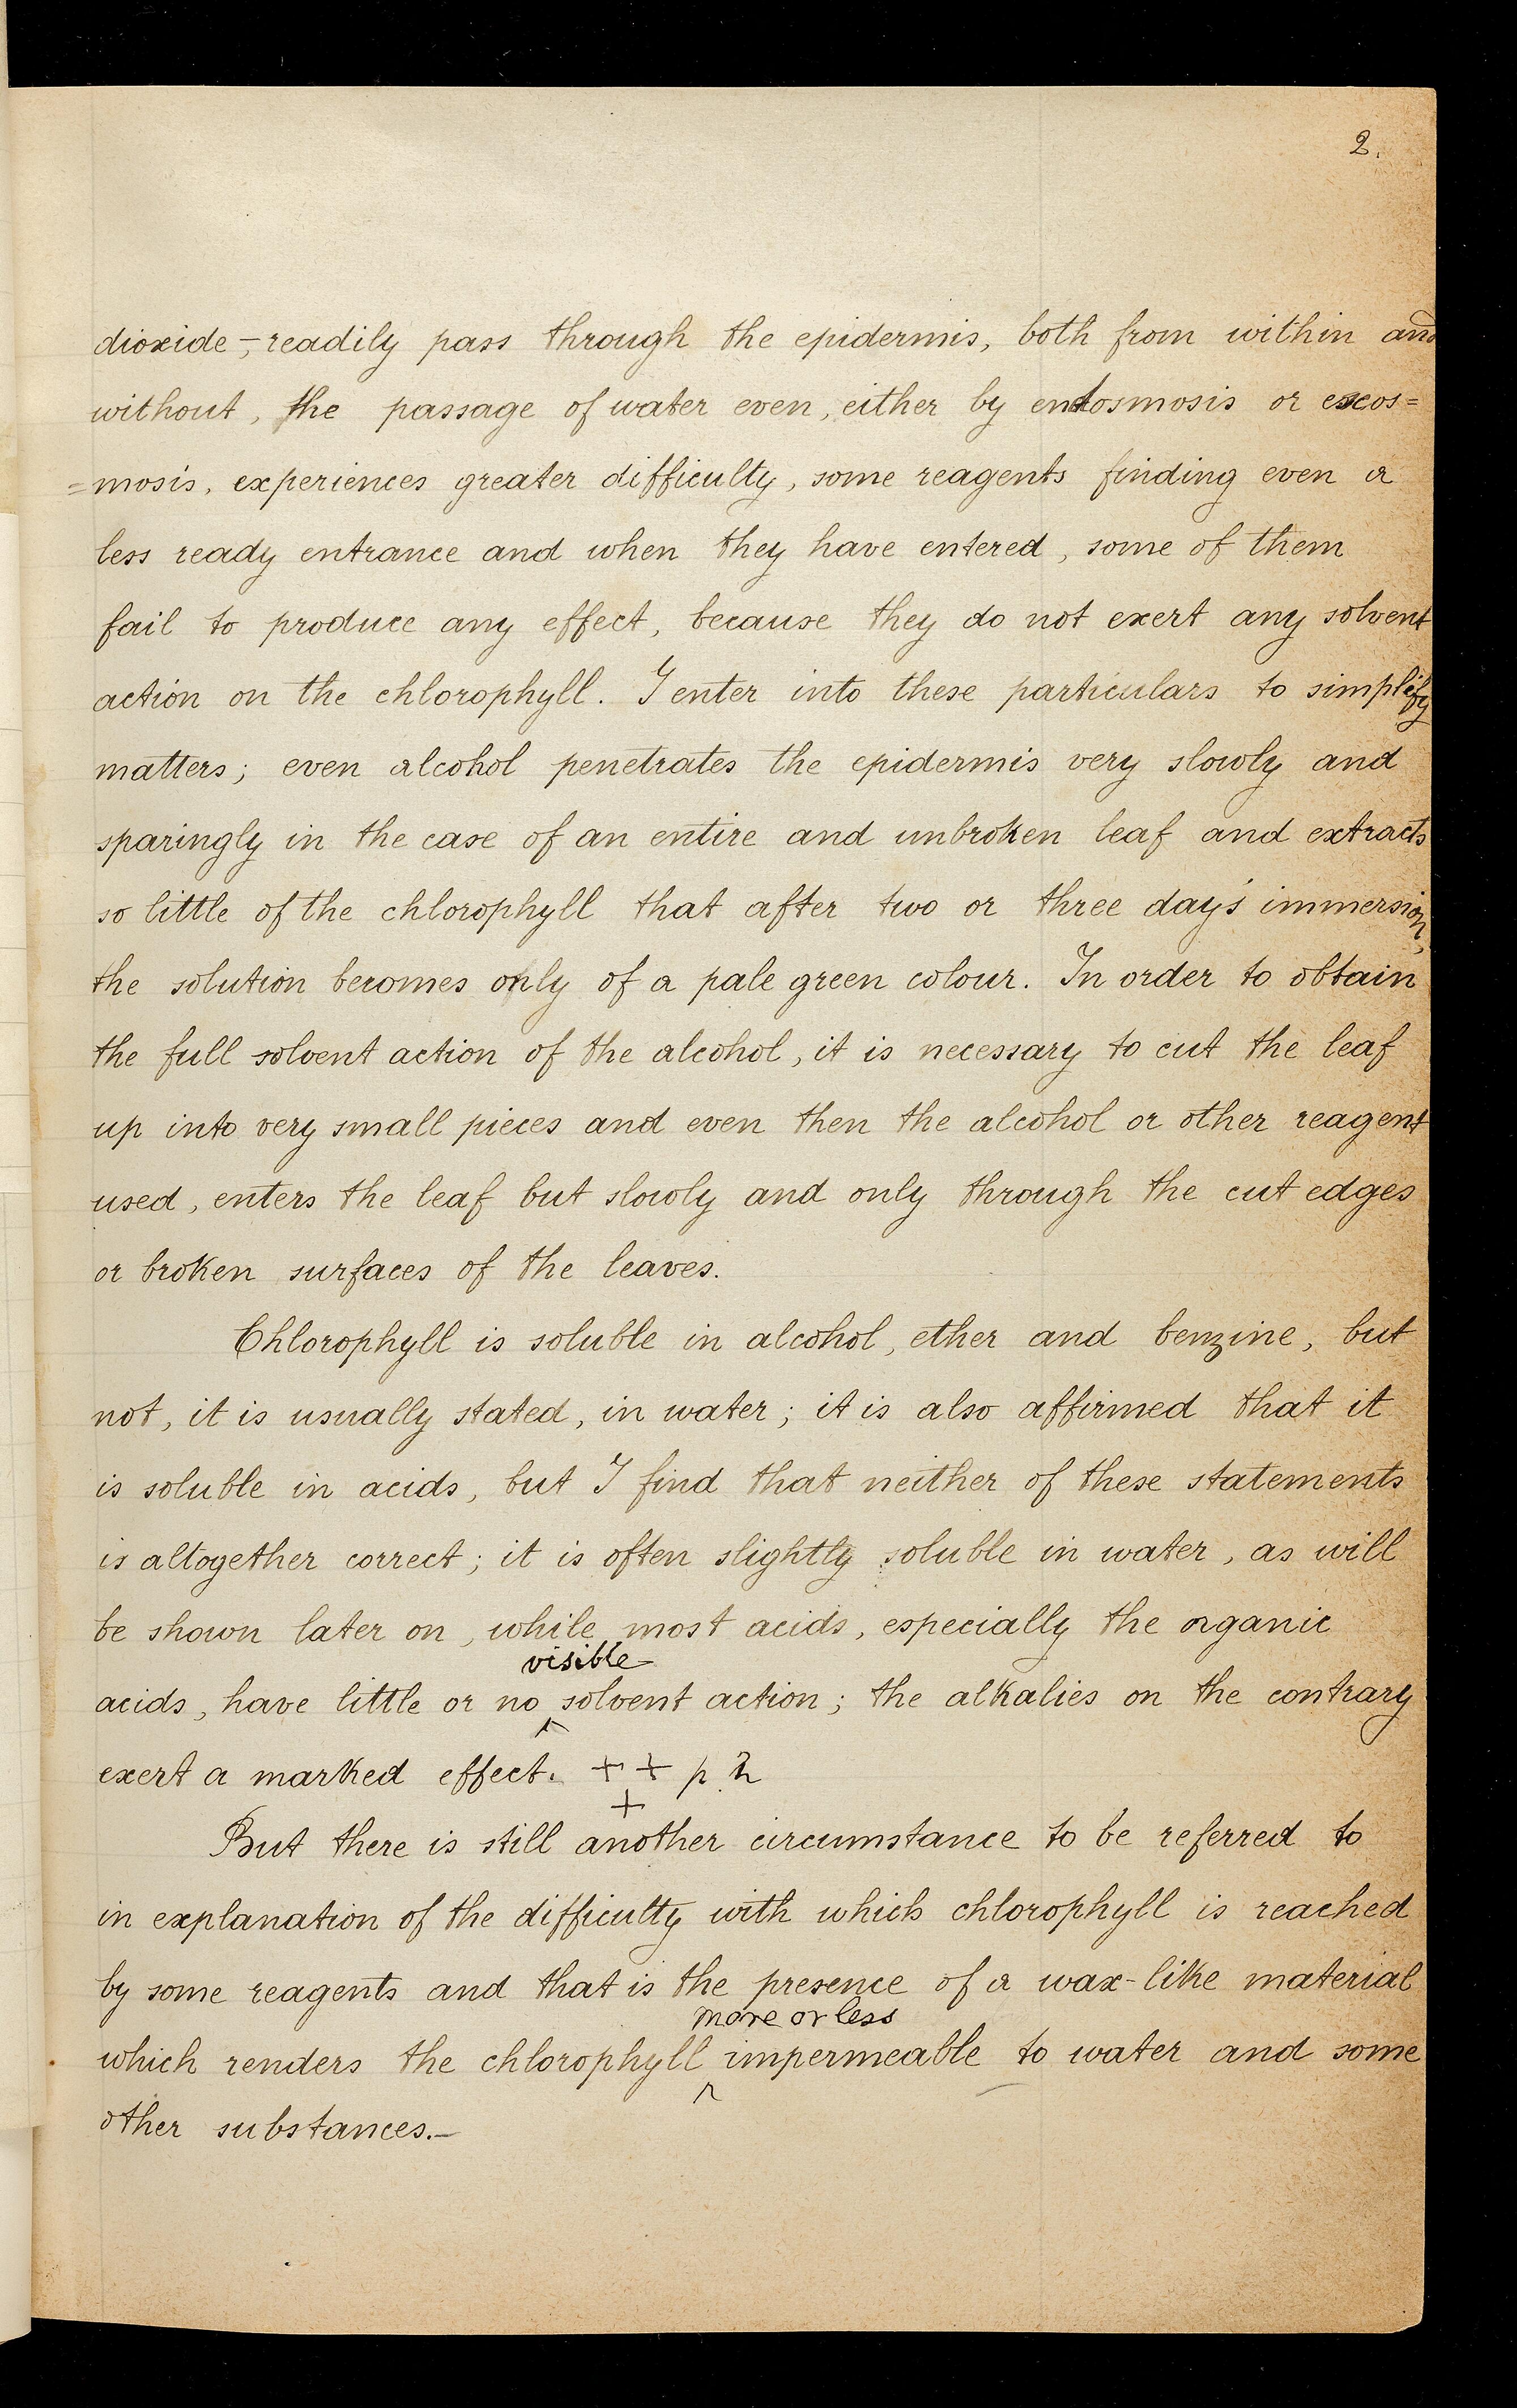 2.
dioxide -, readily pass through the epidermis, both from within and
without, the passage of water even, either by endosmosis or exos=
=mosis, experiences greater difficulty, some reagents finding even a
less ready entrance and when they have entered, some of them
fail to produce any effect, because they do not exert any solvent
action on the chlorophyll. I enter into these particulars to simplify
matters; even alcohol penetrates the epidermis very slowly and
sparingly in the case of an entire and unbroken leaf and extracts
so little of the chlorophyll that after two or three day's immersion,
the solution becomes only of a pale green colour. In order to obtain
the full solvent action of the alcohol, it is necessary to cut the leaf
up into very small pieces and even then the alcohol or other reagent
used, enters the leaf but slowly and only through the cut edges
or broken surfaces of the leaves.
Chlorophyll is soluble in alcohol, ether and benzine, but
not, it is usually stated, in water; it is also affirmed that it
is soluble in acids, but I find that neither of these statements
is altogether correct; it is often slightly soluble in water, as will
be shown later on, while most acids, especially the organic
visible
acids, have little or no ^ solvent action; the alkalies on the contrary
exert a marked effect. + + p 2
+
But there is still another circumstance to be referred to
in explanation of the difficulty with which chlorophyll is reached
by some reagents and that is the presence of a wax-like material
more or less
which renders the chlorophyll ^ impermeable to water and some
other substances.—